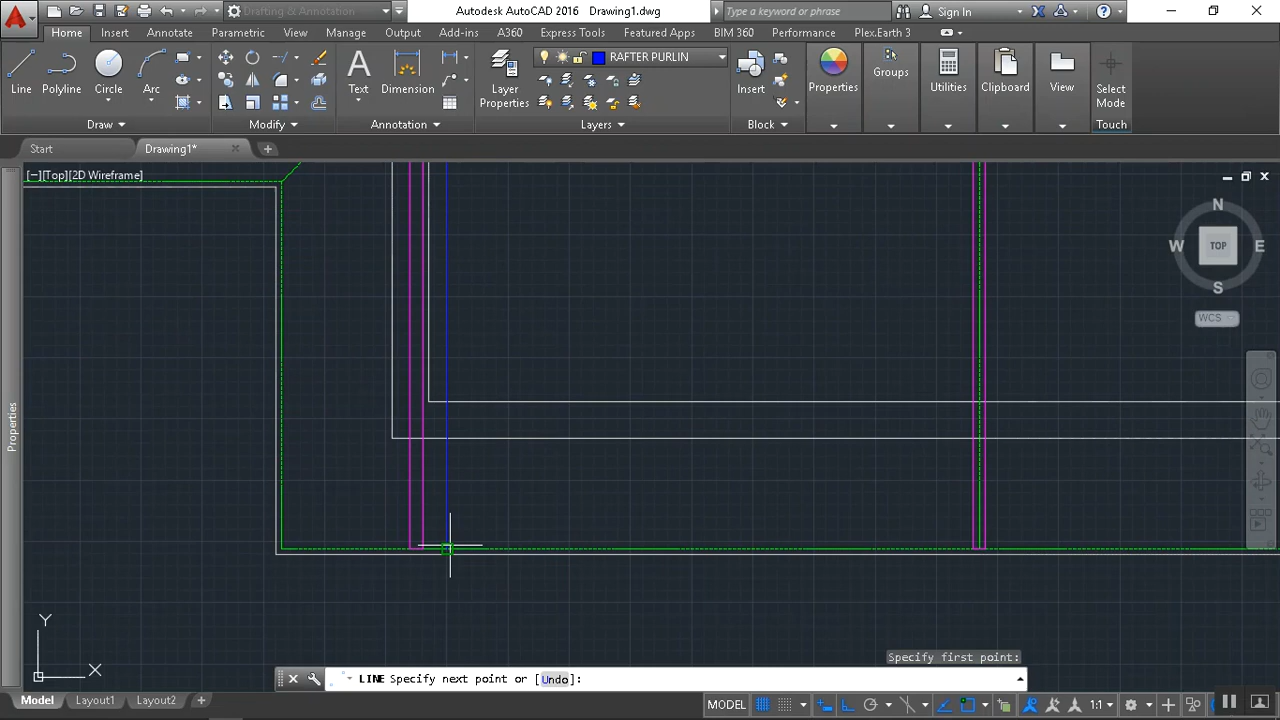 Drafting & Annotation
Autodesk AutoCAD 2016 Drawing1.dwg
Type a keyword or phrase
Sign In
Home Insert Annotate Parametric View Manage Output Add-ins A360 Express Tools Featured Apps BIM 360 Performance Plex.Earth 3
RAFTER PURLIN
Line Polyline Circle Arc Text Dimension Layer Properties Insert Properties Groups Utilities Clipboard View Select Mode
Draw Modify Annotation Layers Block Touch
Start Drawing1*
[−][Top][2D Wireframe]
N
W TOP E
S
WCS
Properties
Y
X
Specify first point:
LINE Specify next point or [Undo]:
Model Layout1 Layout2 + MODEL 1:1